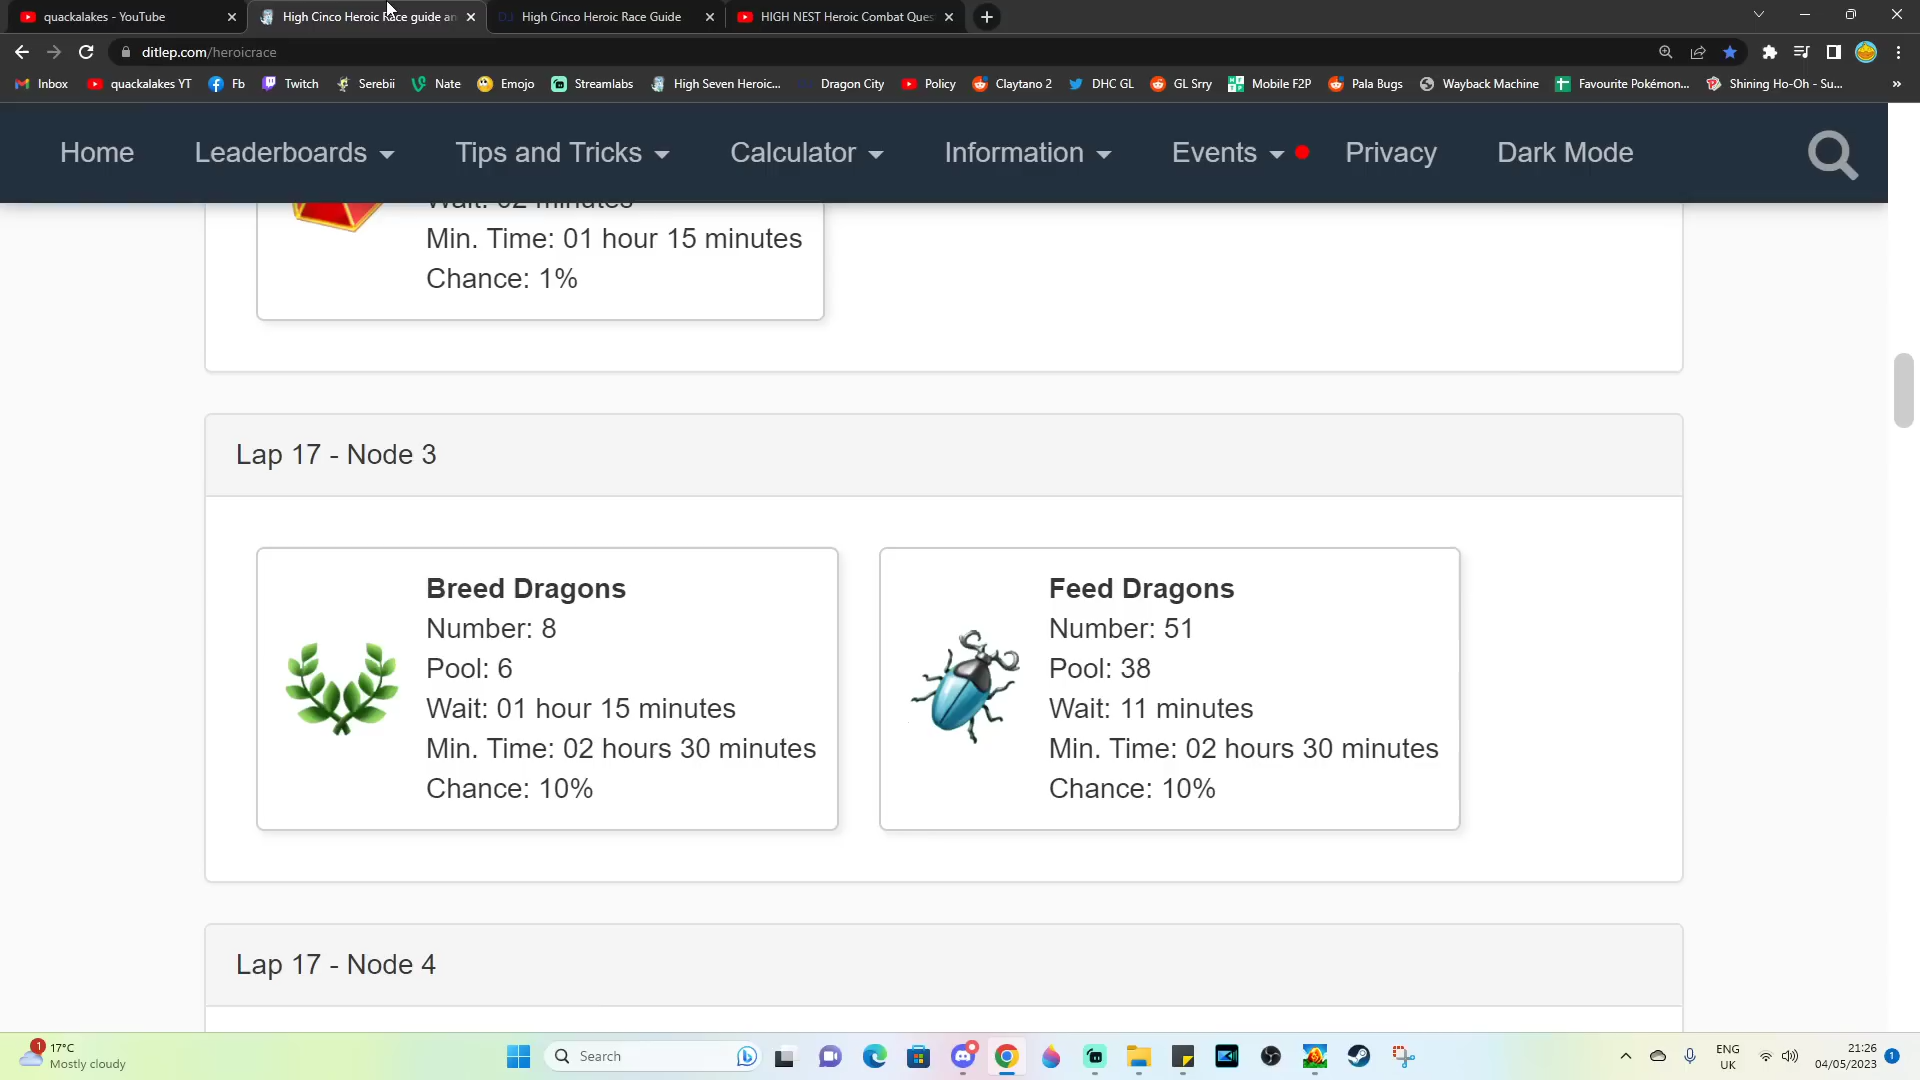 quackalakes - YouTube
High Cinco Heroic Race guide an
High Cinco Heroic Race Guide
HIGH NEST Heroic Combat Ques
ditlep.com/heroicrace
Inbox
quackalakes YT
Fb
Twitch
Serebii
Nate
Emojo
Streamlabs
High Seven Heroic...
Dragon City
Policy
Claytano 2
DHC GL
GL Srry
Mobile F2P
Pala Bugs
Wayback Machine
Favourite Pokémon...
Shining Ho-Oh - Su...
»
Home
Leaderboards
Tips and Tricks
Calculator
Information
Events
Privacy
Dark Mode
Wait: 02 minutes
Min. Time: 01 hour 15 minutes
Chance: 1%
Lap 17 - Node 3
Breed Dragons
Number: 8
Pool: 6
Wait: 01 hour 15 minutes
Min. Time: 02 hours 30 minutes
Chance: 10%
Feed Dragons
Number: 51
Pool: 38
Wait: 11 minutes
Min. Time: 02 hours 30 minutes
Chance: 10%
Lap 17 - Node 4
1
17°C
Mostly cloudy
Search
ENG
UK
21:26
04/05/2023
1